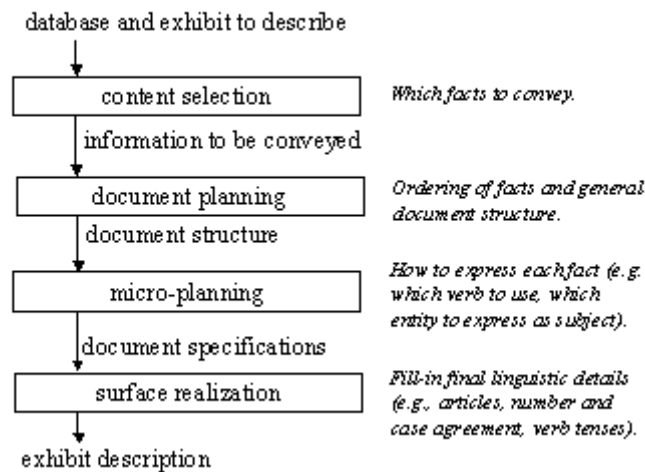 database and exhibit to describe
content selection
Which facts to convey.
information to be conveyed
document planning
Ordering of facts and general
document structure.
document structure
micro-planning
How to express each fact (e.g.
which verb to use, which
entity to express as subject).
document specifications
surface realization
Fill-in final linguistic details
(e.g., articles, number and
case agreement, verb tenses).
exhibit description